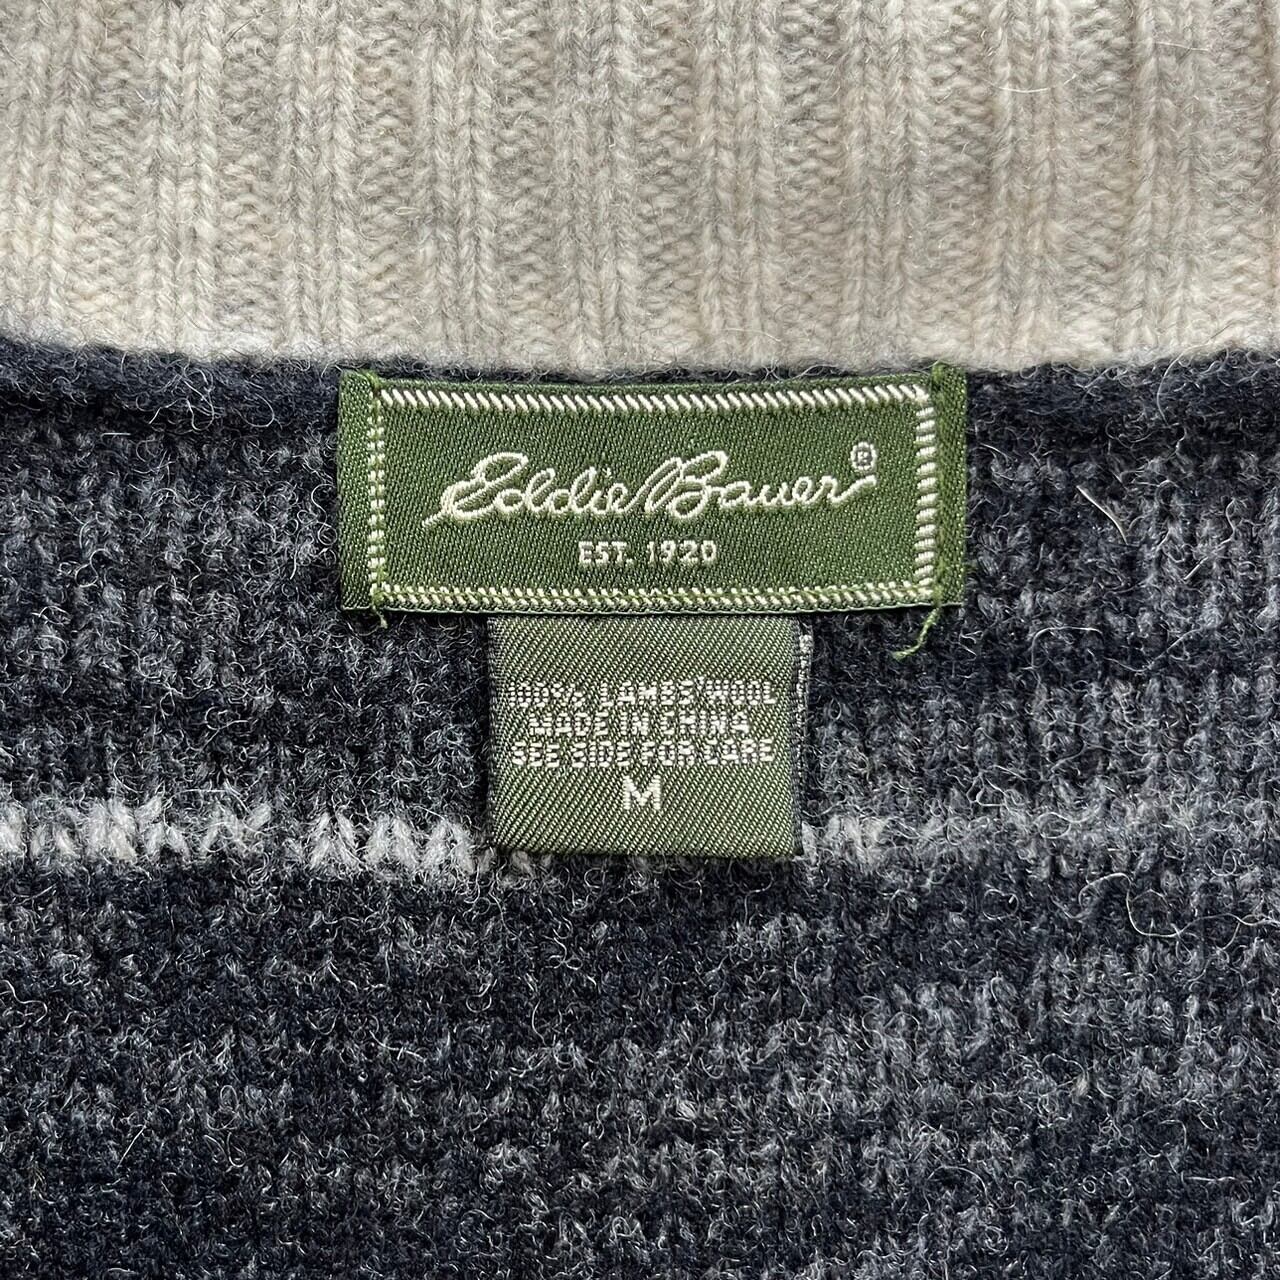 Eddie Bauer®
EST. 1920
100% LAMBSWOOL
MADE IN CHINA
SEE SIDE FOR CARE
M